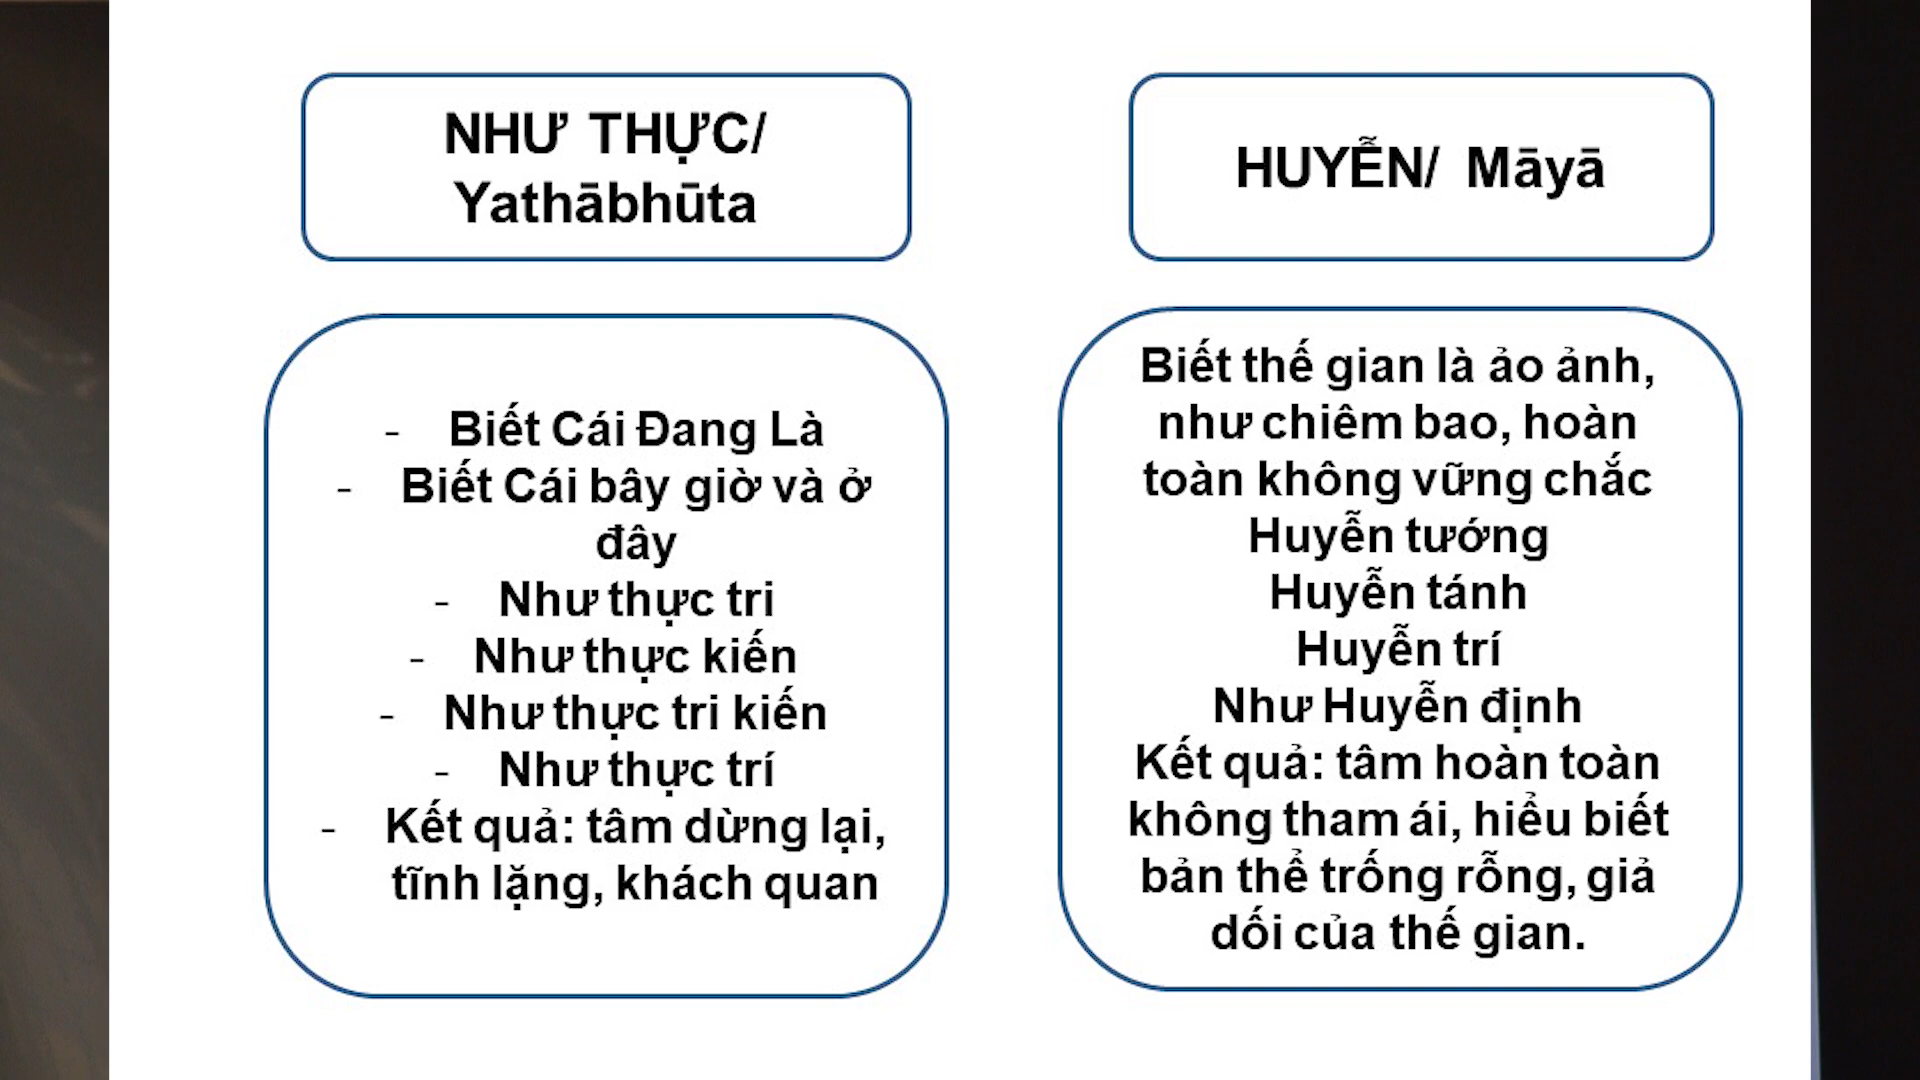 NHƯ THỰC/
Yathābhūta
- Biết Cái Đang Là
- Biết Cái bây giờ và ở
đây
- Như thực tri
- Như thực kiến
- Như thực tri kiến
- Như thực trí
- Kết quả: tâm dừng lại,
tĩnh lặng, khách quan
HUYỄN/ Māyā
Biết thế gian là ảo ảnh,
như chiêm bao, hoàn
toàn không vững chắc
Huyễn tướng
Huyễn tánh
Huyễn trí
Như Huyễn định
Kết quả: tâm hoàn toàn
không tham ái, hiểu biết
bản thể trống rỗng, giả
dối của thế gian.